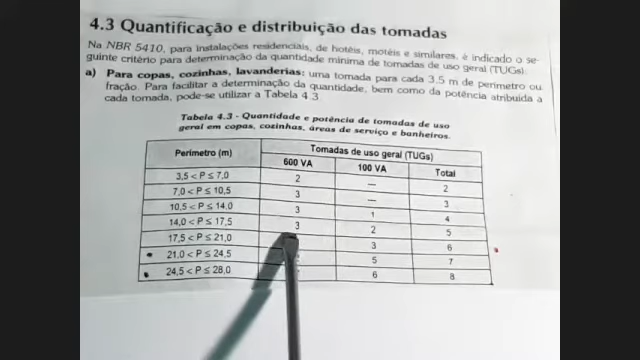 4.3 Quantificação e distribuição das tomadas
Na NBR 5410, para instalações residenciais, de hotéis, motéis e similares, é indicado o se-
guinte critério para determinação da quantidade mínima de tomadas de uso geral (TUGs).
a) Para copas, cozinhas, lavanderias: uma tomada para cada 3,5 m de perímetro ou
fração. Para facilitar a determinação da quantidade, bem como da potência atribuída a
cada tomada, pode-se utilizar a Tabela 4.3
Tabela 4.3 - Quantidade e potência de tomadas de uso
geral em copas, cozinhas, áreas de serviço e banheiros.
Perímetro (m) Tomadas de uso geral (TUGs)
600 VA 100 VA Total
3,5 < P ≤ 7,0 2 — 2
7,0 < P ≤ 10,5 3 — 3
10,5 < P ≤ 14,0 3 1 4
14,0 < P ≤ 17,5 3 2 5
17,5 < P ≤ 21,0 3 6
21,0 < P ≤ 24,5 5 7
24,5 < P ≤ 28,0 6 8